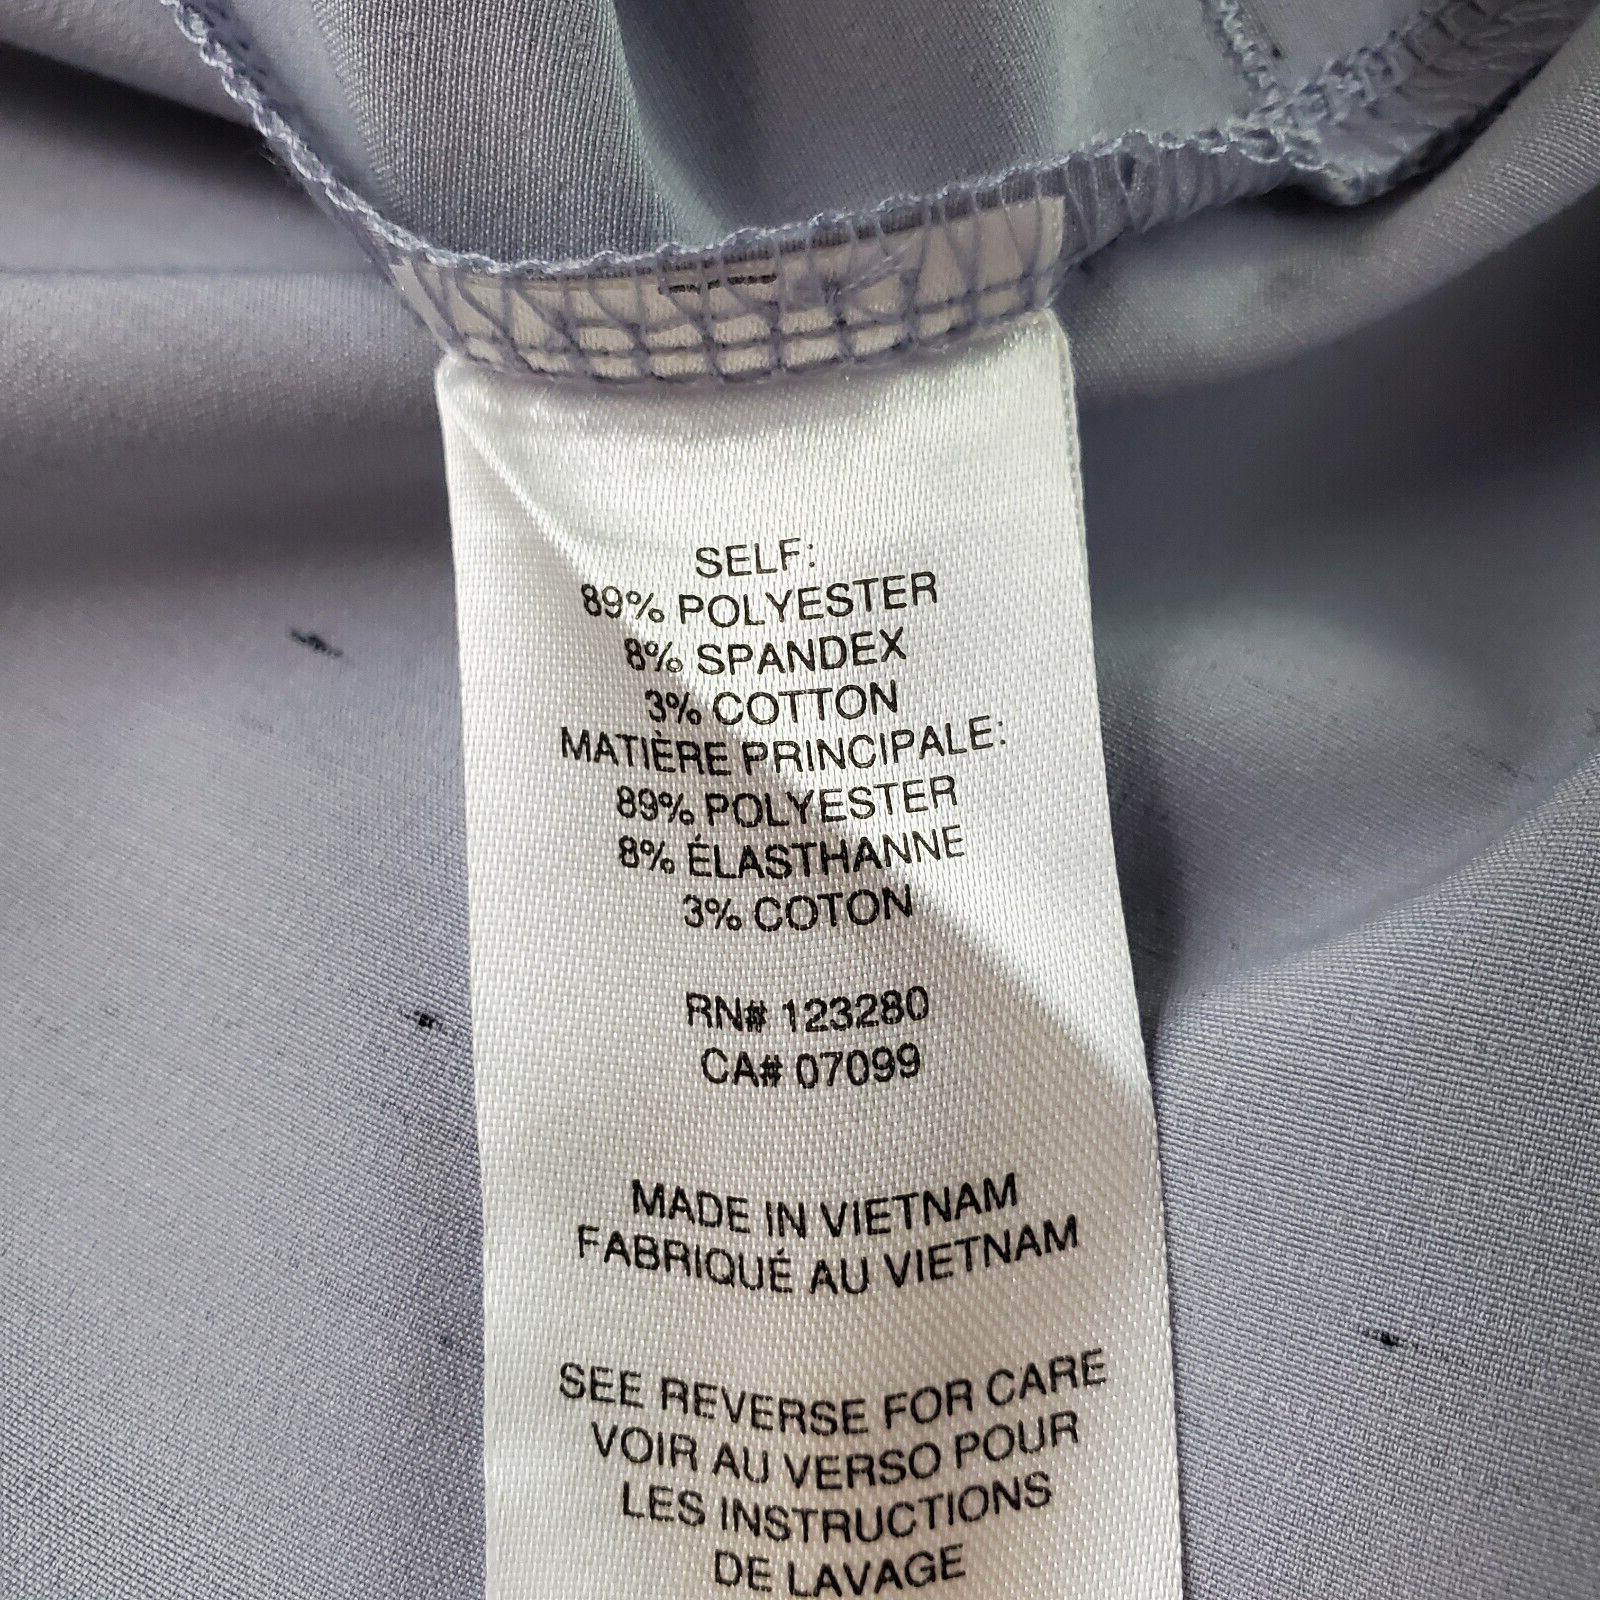 SELF:
89% POLYESTER
8% SPANDEX
3% COTTON
MATIÈRE PRINCIPALE:
89% POLYESTER
8% ÉLASTHANNE
3% COTON
RN# 123280
CA# 07099
MADE IN VIETNAM
FABRIQUÉ AU VIETNAM
SEE REVERSE FOR CARE
VOIR AU VERSO POUR
LES INSTRUCTIONS
DE LAVAGE